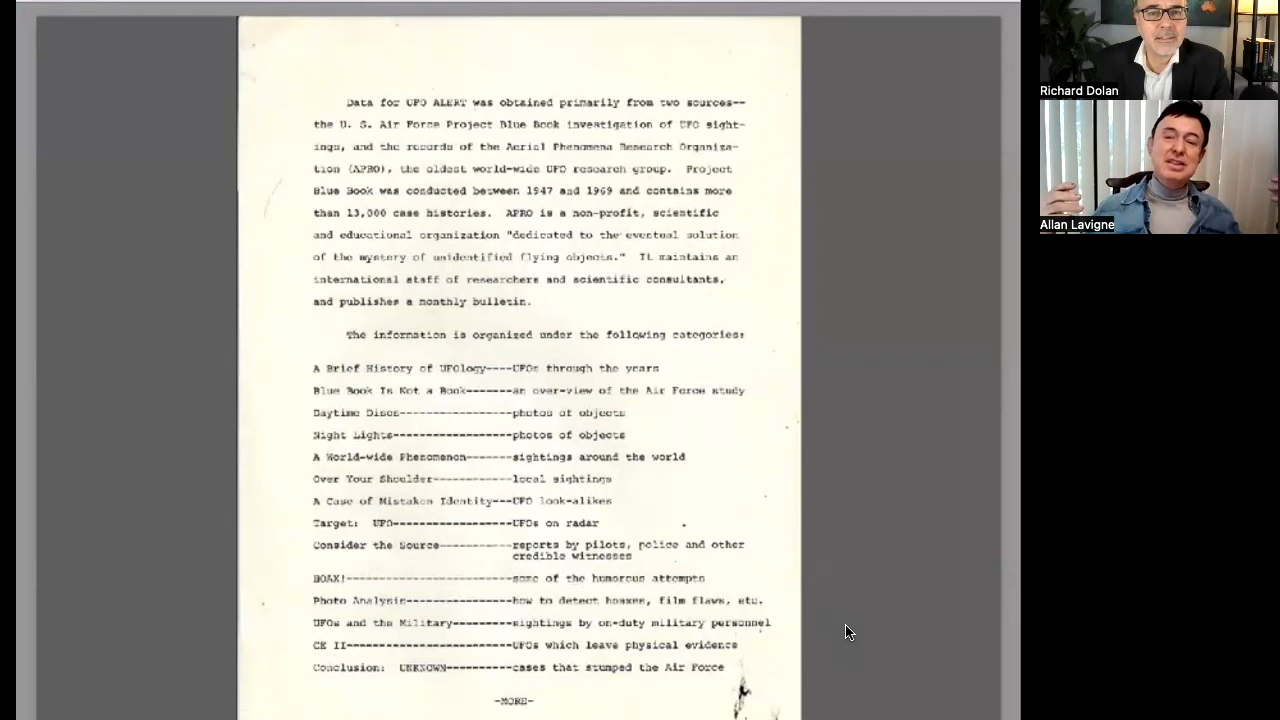 Data for UFO ALERT was obtained primarily from two sources--
the U. S. Air Force Project Blue Book investigation of UFO sight-
ings, and the records of the Aerial Phenomena Research Organiza-
tion (APRO), the oldest world-wide UFO research group.  Project
Blue Book was conducted between 1947 and 1969 and contains more
than 13,000 case histories.  APRO is a non-profit, scientific
and educational organization "dedicated to the eventual solution
of the mystery of unidentified flying objects."  It maintains an
international staff of researchers and scientific consultants,
and publishes a monthly bulletin.
The information is organized under the following categories:
A Brief History of UFOlogy----UFOs through the years
Blue Book Is Not a Book-------an over-view of the Air Force study
Daytime Discs-----------------photos of objects
Night Lights------------------photos of objects
A World-wide Phenomenon-------sightings around the world
Over Your Shoulder------------local sightings
A Case of Mistaken Identity---UFO look-alikes
Target:  UFO------------------UFOs on radar
Consider the Source-----------reports by pilots, police and other
credible witnesses
HOAX!-------------------------some of the humorous attempts
Photo Analysis----------------how to detect hoaxes, film flaws, etc.
UFOs and the Military---------sightings by on-duty military personnel
CE II-------------------------UFOs which leave physical evidence
Conclusion:  UNKNOWN----------cases that stumped the Air Force
-MORE-
Richard Dolan
Allan Lavigne